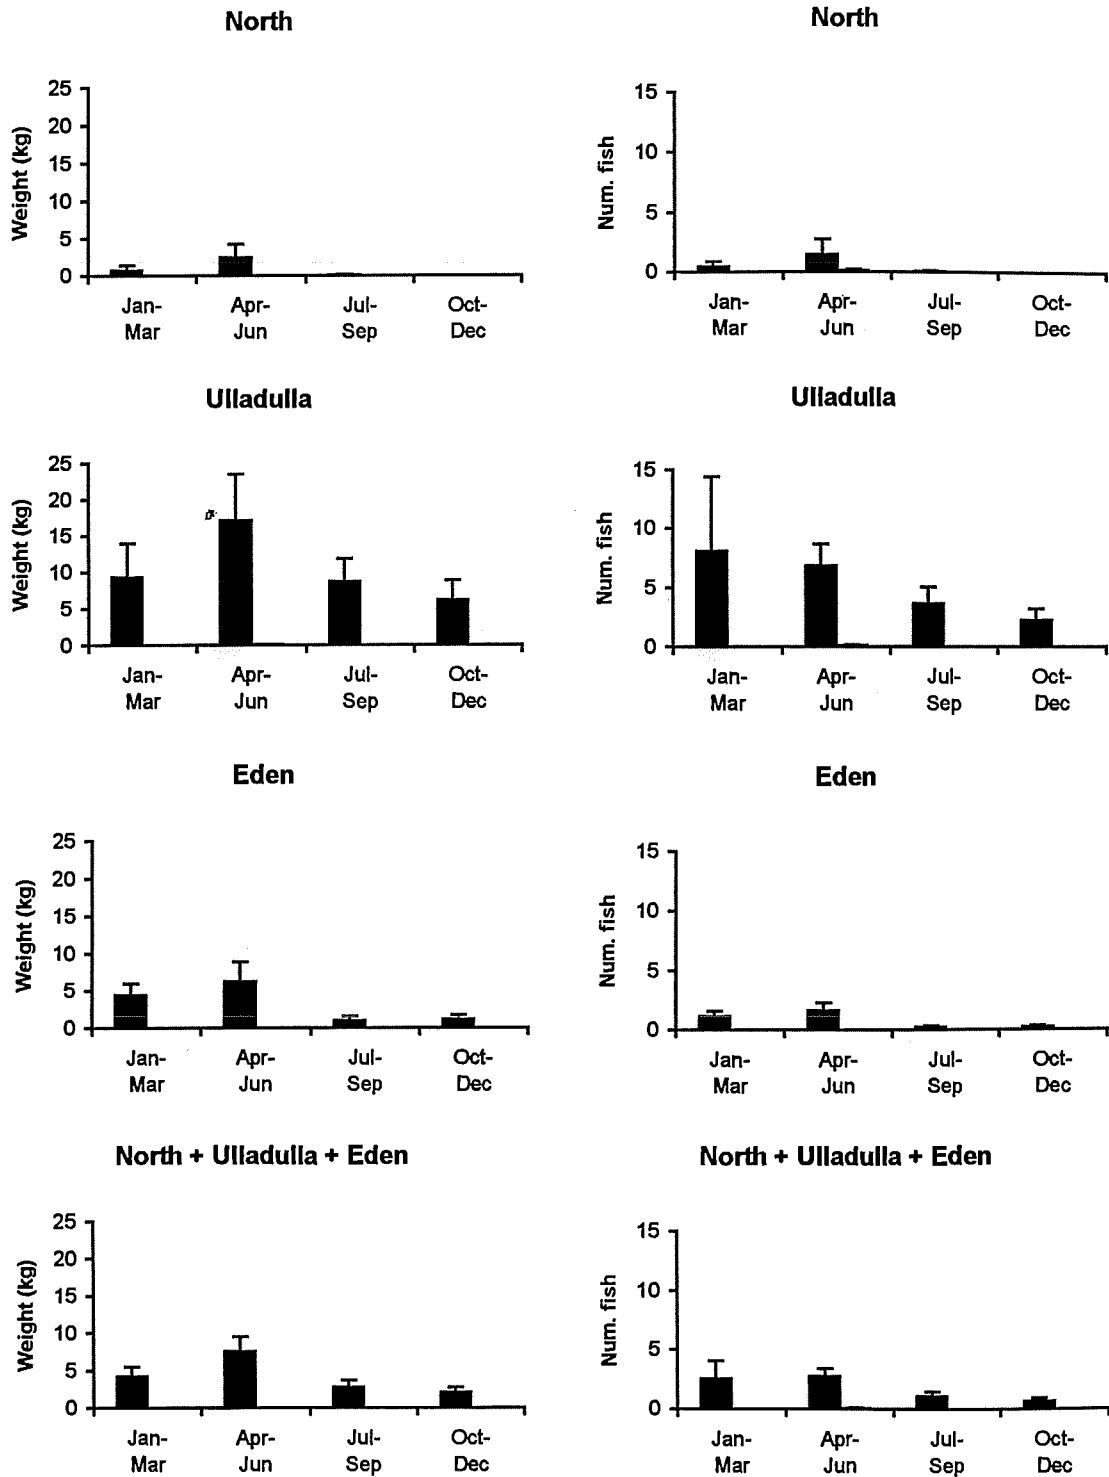 North
25
20
15
10
5
0
Weight (kg)
Jan-
Mar
Apr-
Jun
Jul-
Sep
Oct-
Dec
North
15
10
5
0
Num. fish
Jan-
Mar
Apr-
Jun
Jul-
Sep
Oct-
Dec
Ulladulla
25
20
15
10
5
0
Weight (kg)
Jan-
Mar
Apr-
Jun
Jul-
Sep
Oct-
Dec
Ulladulla
15
10
5
0
Num. fish
Jan-
Mar
Apr-
Jun
Jul-
Sep
Oct-
Dec
Eden
25
20
15
10
5
0
Weight (kg)
Jan-
Mar
Apr-
Jun
Jul-
Sep
Oct-
Dec
Eden
15
10
5
0
Num. fish
Jan-
Mar
Apr-
Jun
Jul-
Sep
Oct-
Dec
North + Ulladulla + Eden
25
20
15
10
5
0
Weight (kg)
Jan-
Mar
Apr-
Jun
Jul-
Sep
Oct-
Dec
North + Ulladulla + Eden
15
10
5
0
Num. fish
Jan-
Mar
Apr-
Jun
Jul-
Sep
Oct-
Dec